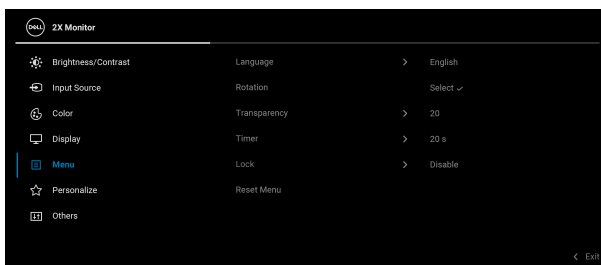 DELL 2X Monitor
Brightness/Contrast Language English
Input Source Rotation Select
Color Transparency 20
Display Timer 20 s
Menu Lock Disable
Personalize Reset Menu
Others
Exit